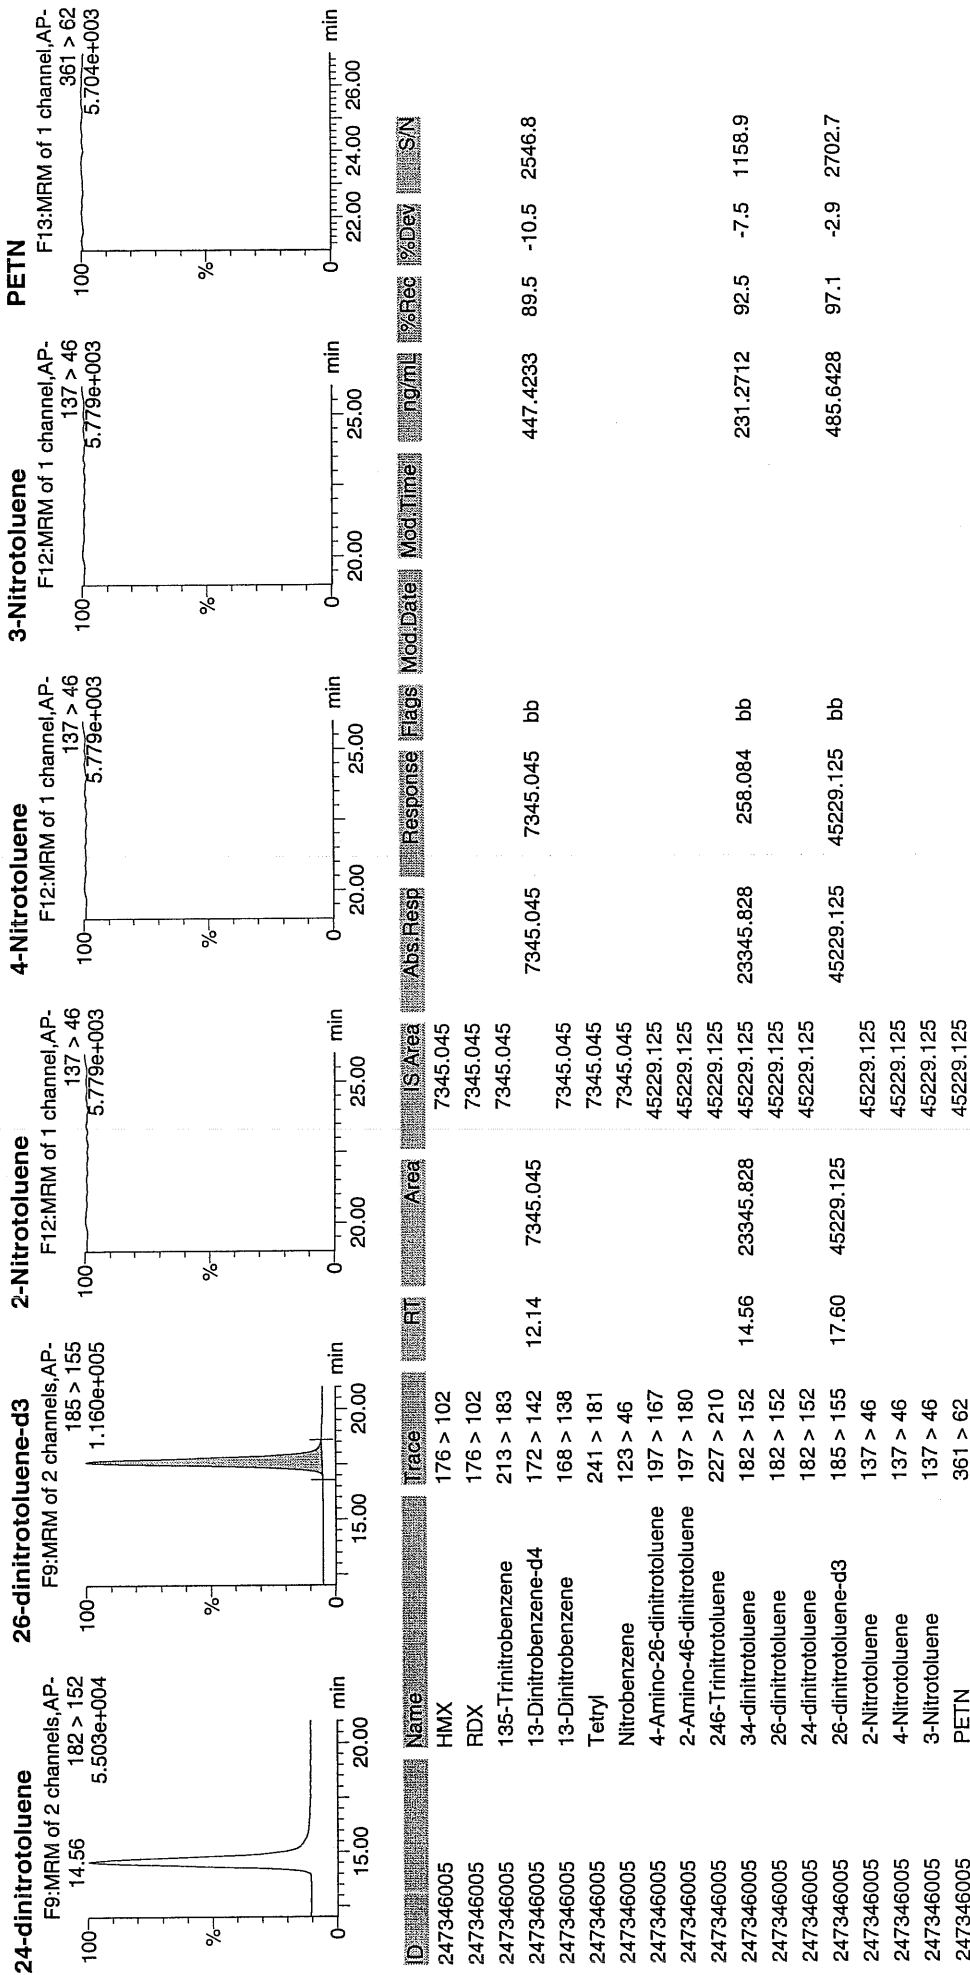 24-dinitrotoluene
F9:MRM of 2 channels,AP-
182 > 152
5.503e+004
14.56
100
%
0
15.00 20.00 min
26-dinitrotoluene-d3
F9:MRM of 2 channels,AP-
185 > 155
1.160e+005
100
%
0
15.00 20.00 min
2-Nitrotoluene
F12:MRM of 1 channel,AP-
137 > 46
5.779e+003
100
%
0
20.00 25.00 min
4-Nitrotoluene
F12:MRM of 1 channel,AP-
137 > 46
5.779e+003
100
%
0
20.00 25.00 min
3-Nitrotoluene
F12:MRM of 1 channel,AP-
137 > 46
5.779e+003
100
%
0
20.00 25.00 min
PETN
F13:MRM of 1 channel,AP-
361 > 62
5.704e+003
100
%
0
22.00 24.00 26.00 min
ID Name Trace RT Area IS Area Abs.Resp Response Flags Mod.Date Mod.Time ng/mL %Rec %Dev S/N
247346005 HMX 176 > 102 7345.045
247346005 RDX 176 > 102 7345.045
247346005 135-Trinitrobenzene 213 > 183 7345.045
247346005 13-Dinitrobenzene-d4 172 > 142 12.14 7345.045 7345.045 7345.045 bb 447.4233 89.5 -10.5 2546.8
247346005 13-Dinitrobenzene 168 > 138 7345.045
247346005 Tetryl 241 > 181 7345.045
247346005 Nitrobenzene 123 > 46 7345.045
247346005 4-Amino-26-dinitrotoluene 197 > 167 45229.125
247346005 2-Amino-46-dinitrotoluene 197 > 180 45229.125
247346005 246-Trinitrotoluene 227 > 210 45229.125
247346005 34-dinitrotoluene 182 > 152 14.56 23345.828 45229.125 23345.828 258.084 bb 231.2712 92.5 -7.5 1158.9
247346005 26-dinitrotoluene 182 > 152 45229.125
247346005 24-dinitrotoluene 182 > 152 45229.125
247346005 26-dinitrotoluene-d3 185 > 155 17.60 45229.125 45229.125 45229.125 bb 485.6428 97.1 -2.9 2702.7
247346005 2-Nitrotoluene 137 > 46 45229.125
247346005 4-Nitrotoluene 137 > 46 45229.125
247346005 3-Nitrotoluene 137 > 46 45229.125
247346005 PETN 361 > 62 45229.125